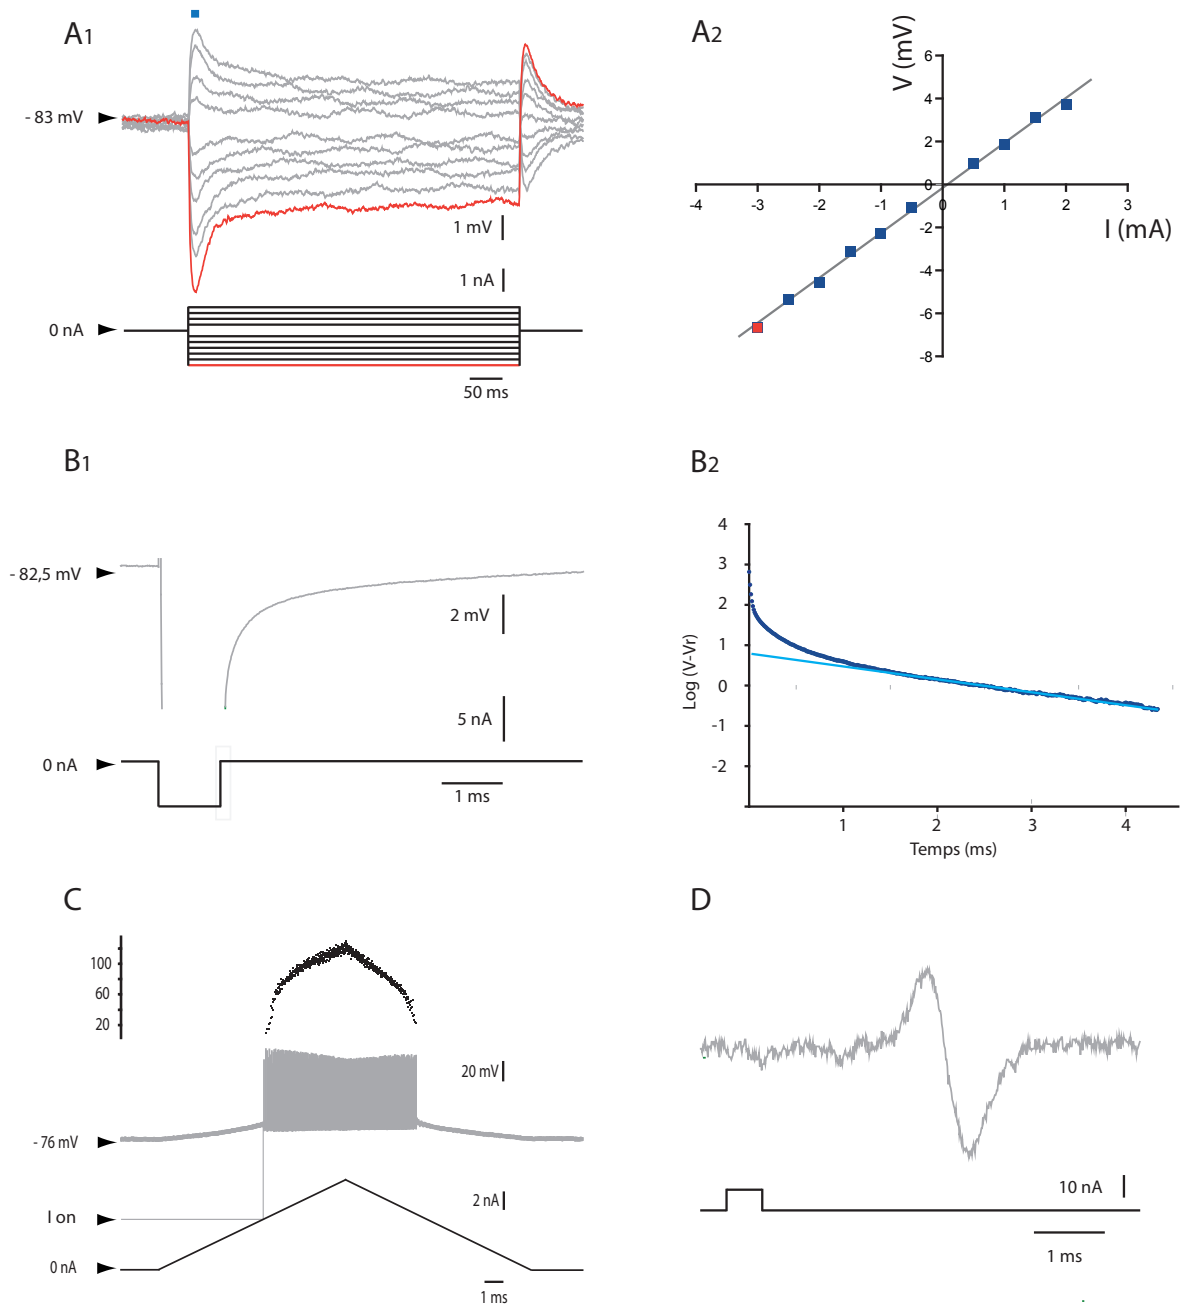 A1
- 83 mV
1 mV
1 nA
0 nA
50 ms
A2
V (mV)
6
4
2
0
-2
-4
-6
-8
-4 -3 -2 -1 0 1 2 3
I (mA)
B1
- 82,5 mV
2 mV
5 nA
0 nA
1 ms
B2
Log (V-Vr)
4
3
2
1
0
-1
-2
1 2 3 4
Temps (ms)
C
100
60
20
20 mV
- 76 mV
2 nA
I on
0 nA
1 ms
D
10 nA
1 ms